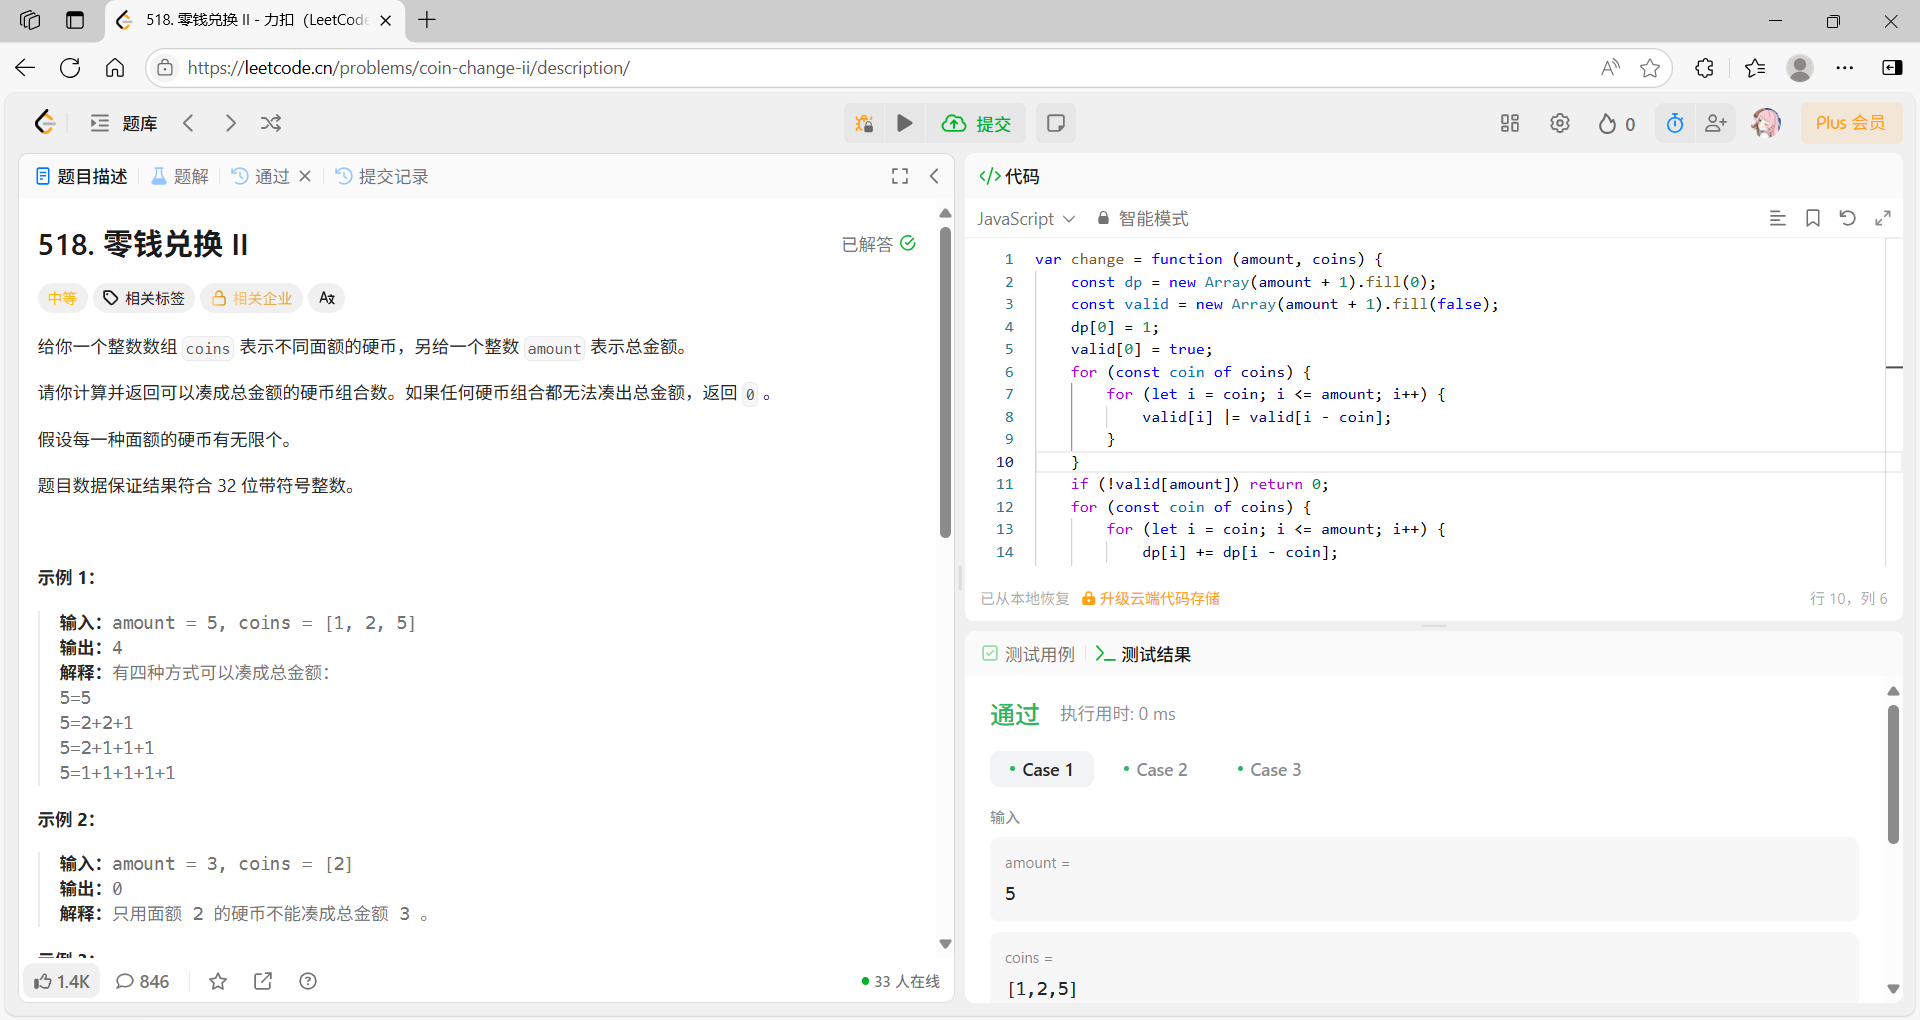 518. 零钱兑换 II - 力扣（LeetCode
https://leetcode.cn/problems/coin-change-ii/description/
题库
提交
0
Plus 会员
题目描述
题解
通过
提交记录
518. 零钱兑换 II
已解答
中等
相关标签
相关企业
给你一个整数数组 coins 表示不同面额的硬币，另给一个整数 amount 表示总金额。
请你计算并返回可以凑成总金额的硬币组合数。如果任何硬币组合都无法凑出总金额，返回 0 。
假设每一种面额的硬币有无限个。
题目数据保证结果符合 32 位带符号整数。
示例 1：
输入：amount = 5, coins = [1, 2, 5]
输出：4
解释：有四种方式可以凑成总金额：
5=5
5=2+2+1
5=2+1+1+1
5=1+1+1+1+1
示例 2：
输入：amount = 3, coins = [2]
输出：0
解释：只用面额 2 的硬币不能凑成总金额 3 。
1.4K
846
33 人在线
代码
JavaScript
智能模式
1 var change = function (amount, coins) {
2 const dp = new Array(amount + 1).fill(0);
3 const valid = new Array(amount + 1).fill(false);
4 dp[0] = 1;
5 valid[0] = true;
6 for (const coin of coins) {
7 for (let i = coin; i <= amount; i++) {
8 valid[i] |= valid[i - coin];
9 }
10 }
11 if (!valid[amount]) return 0;
12 for (const coin of coins) {
13 for (let i = coin; i <= amount; i++) {
14 dp[i] += dp[i - coin];
已从本地恢复
升级云端代码存储
行 10，列 6
测试用例
测试结果
通过
执行用时: 0 ms
Case 1
Case 2
Case 3
输入
amount =
5
coins =
[1,2,5]